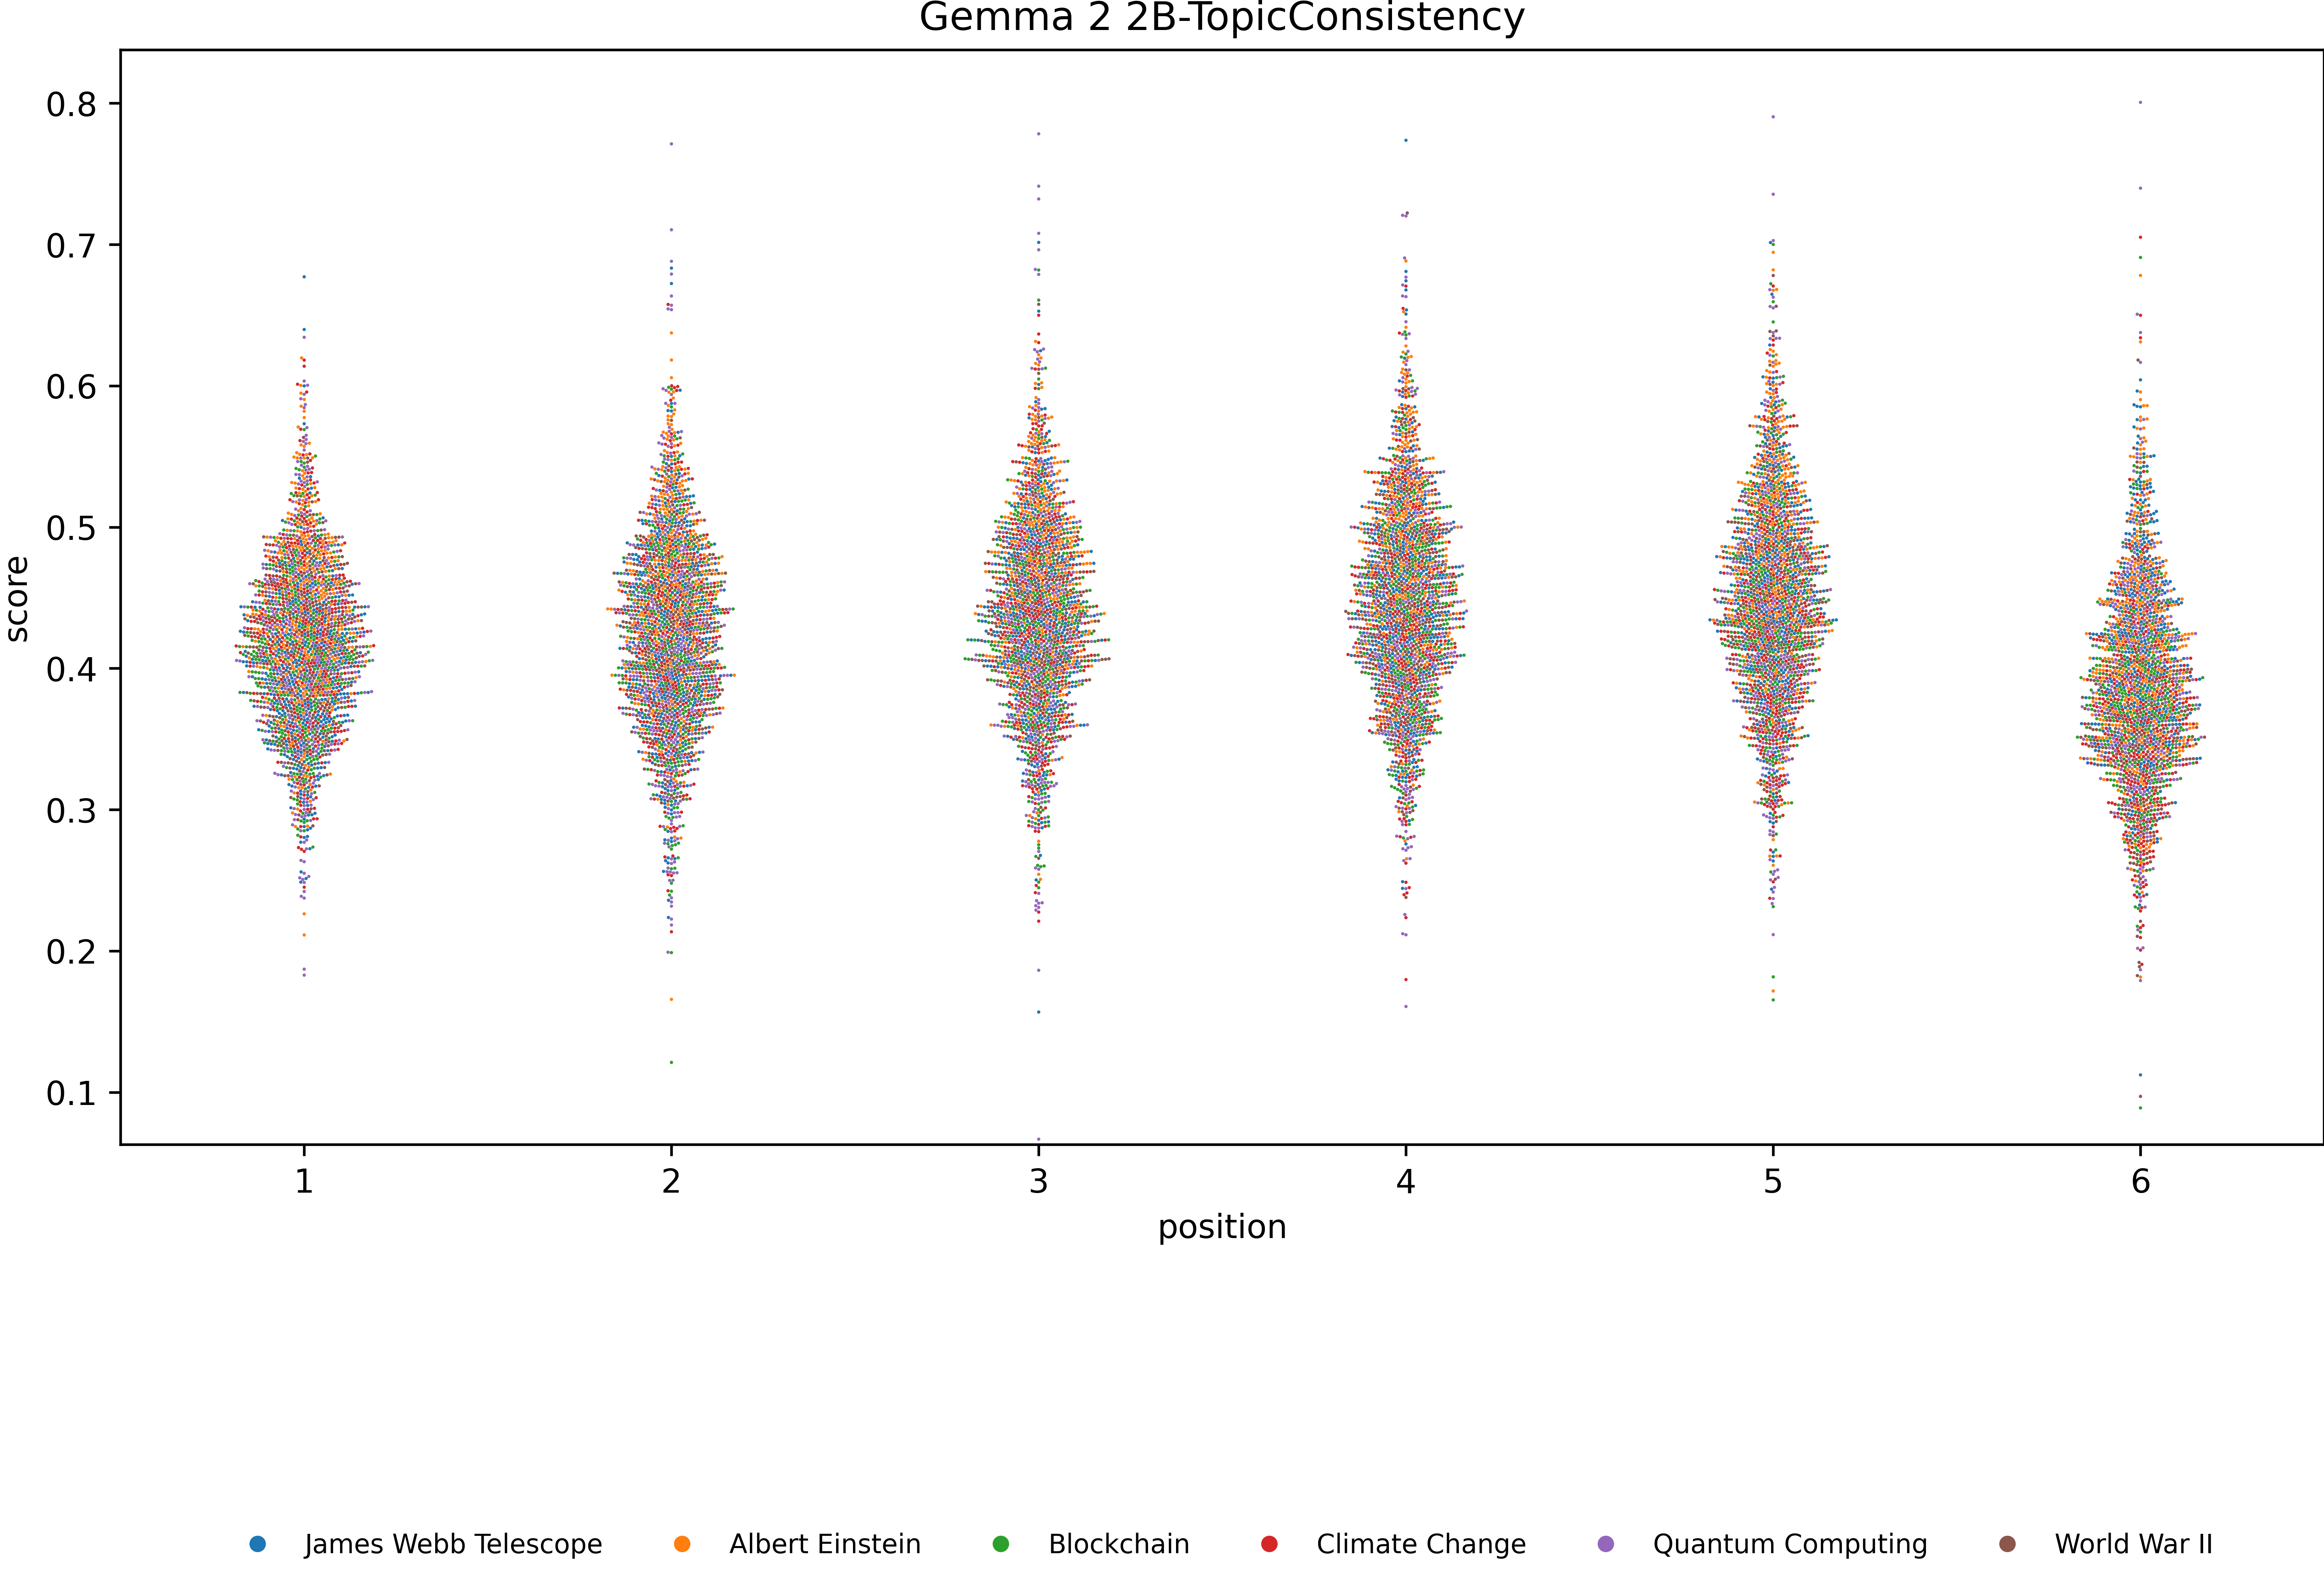 Gemma 2 2B-TopicConsistency
0.8
0.7
0.6
0.5
0.4
0.3
0.2
0.1
score
1 2 3 4 5 6
position
James Webb Telescope Albert Einstein Blockchain Climate Change Quantum Computing World War II